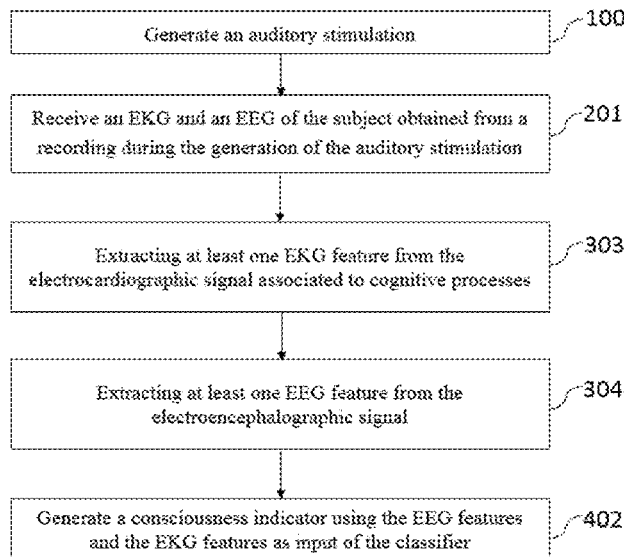 Generate an auditory stimulation
100
Receive an EKG and an EEG of the subject obtained from a
recording during the generation of the auditory stimulation
201
Extracting at least one EKG feature from the
electrocardiographic signal associated to cognitive processes
303
Extracting at least one EEG feature from the
electroencephalographic signal
304
Generate a consciousness indicator using the EEG features
and the EKG features as input of the classifier
402